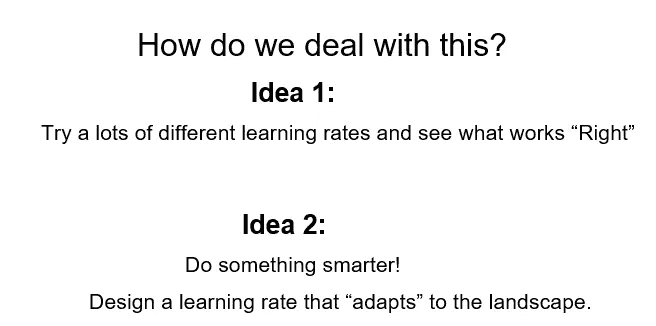 How do we deal with this?
Idea 1:
Try a lots of different learning rates and see what works “Right”
Idea 2:
Do something smarter!
Design a learning rate that “adapts” to the landscape.